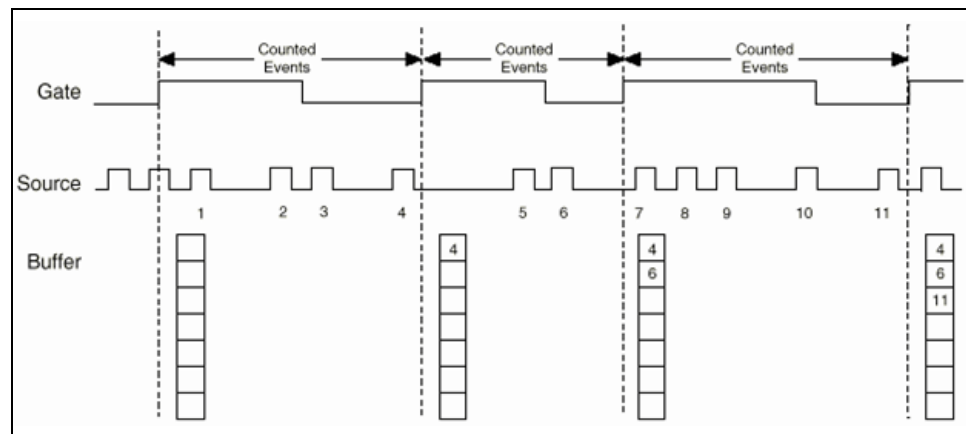 Counted Events
Counted Events
Counted Events
Gate
Source
1 2 3 4 5 6 7 8 9 10 11
Buffer
4 4 4
6 6
11